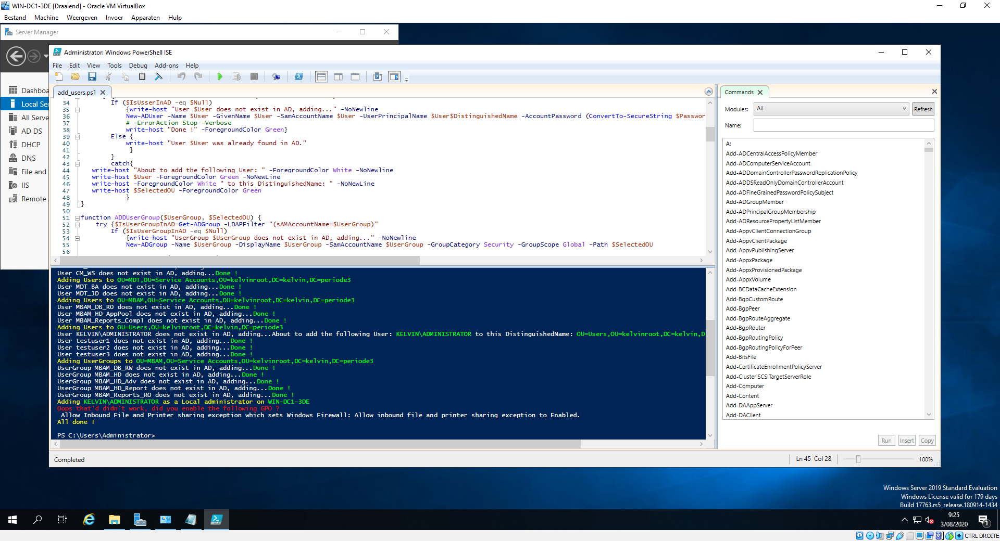 WIN-DC1-3DE [Draaiend] - Oracle VM VirtualBox
Bestand Machine Weergeven Invoer Apparaten Hulp
Server Manager
Administrator: Windows PowerShell ISE
File Edit View Tools Debug Add-ons Help
Dashboa
Local Se
All Serve
AD DS
DHCP
DNS
File and
IIS
Remote
add_users.ps1
34 If ($IsUsserInAD -eq $Null)
35 {write-host "User $User does not exist in AD, adding..." -NoNewline
36 New-ADUser -Name $User -GivenName $User -SamAccountName $User -UserPrincipalName $User$DistinguishedName -AccountPassword (ConvertTo-SecureString $Passwor
37 # -ErrorAction Stop -Verbose
38 write-host "Done !" -ForegroundColor Green}
39 Else {
40 write-host "User $User was already found in AD."
41 }
42 }
43 catch{
44 write-host "About to add the following User: " -ForegroundColor White -NoNewline
45 write-host $User -ForegroundColor Green -NoNewLine
46 write-host -ForegroundColor White " to this DistinguishedName: " -NoNewLine
47 write-host $SelectedOU -ForegroundColor Green
48 }
49 }
50
51 function ADDUserGroup($UserGroup, $SelectedOU) {
52 try {$IsUserGroupInAD=Get-ADGroup -LDAPFilter "(sAMAccountName=$UserGroup)"
53 If ($IsUserGroupInAD -eq $Null)
54 {write-host "UserGroup $UserGroup does not exist in AD, adding..." -NoNewline
55 New-ADGroup -Name $UserGroup -DisplayName $UserGroup -SamAccountName $UserGroup -GroupCategory Security -GroupScope Global -Path $SelectedOU
56
User CM_WS does not exist in AD, adding...Done !
Adding Users to OU=MDT,OU=Service Accounts,OU=kelvinroot,DC=kelvin,DC=periode3
User MDT_BA does not exist in AD, adding...Done !
User MDT_JD does not exist in AD, adding...Done !
Adding Users to OU=MBAM,OU=Service Accounts,OU=kelvinroot,DC=kelvin,DC=periode3
User MBAM_DB_RO does not exist in AD, adding...Done !
User MBAM_HD_AppPool does not exist in AD, adding...Done !
User MBAM_Reports_Compl does not exist in AD, adding...Done !
Adding Users to OU=Users,OU=kelvinroot,DC=kelvin,DC=periode3
User KELVIN\ADMINISTRATOR does not exist in AD, adding...About to add the following User: KELVIN\ADMINISTRATOR to this DistinguishedName: OU=Users,OU=kelvinroot,DC=kelvin,D
User testuser1 does not exist in AD, adding...Done !
User testuser2 does not exist in AD, adding...Done !
User testuser3 does not exist in AD, adding...Done !
Adding UserGroups to OU=MBAM,OU=Service Accounts,OU=kelvinroot,DC=kelvin,DC=periode3
UserGroup MBAM_DB_RW does not exist in AD, adding...Done !
UserGroup MBAM_HD does not exist in AD, adding...Done !
UserGroup MBAM_HD_Adv does not exist in AD, adding...Done !
UserGroup MBAM_HD_Report does not exist in AD, adding...Done !
UserGroup MBAM_Reports_RO does not exist in AD, adding...Done !
Adding KELVIN\ADMINISTRATOR as a Local administrator on WIN-DC1-3DE
Oops that'd didn't work, did you enable the following GPO ?
Allow Inbound File and Printer sharing exception which sets Windows Firewall: Allow inbound file and printer sharing exception to Enabled.
All done !
PS C:\Users\Administrator>
Completed
Ln 45 Col 28
100%
Commands
Modules: All Refresh
Name:
A:
Add-ADCentralAccessPolicyMember
Add-ADComputerServiceAccount
Add-ADDomainControllerPasswordReplicationPolicy
Add-ADDSReadOnlyDomainControllerAccount
Add-ADFineGrainedPasswordPolicySubject
Add-ADGroupMember
Add-ADPrincipalGroupMembership
Add-ADResourcePropertyListMember
Add-AppvClientConnectionGroup
Add-AppvClientPackage
Add-AppvPublishingServer
Add-AppxPackage
Add-AppxProvisionedPackage
Add-AppxVolume
Add-BCDataCacheExtension
Add-BgpCustomRoute
Add-BgpPeer
Add-BgpRouteAggregate
Add-BgpRouter
Add-BgpRoutingPolicy
Add-BgpRoutingPolicyForPeer
Add-BitsFile
Add-CertificateEnrollmentPolicyServer
Add-ClusteriSCSITargetServerRole
Add-Computer
Add-Content
Add-DAAppServer
Add-DAClient
Run Insert Copy
Windows Server 2019 Standard Evaluation
Windows License valid for 179 days
Build 17763.rs5_release.180914-1434
9:25
3/08/2020
1
CTRL DROITE